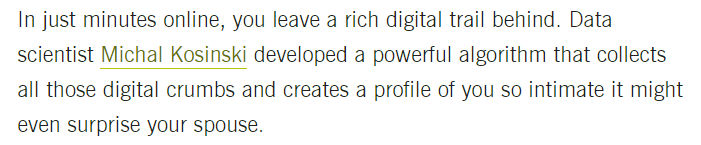 In just minutes online, you leave a rich digital trail behind. Data
scientist Michal Kosinski developed a powerful algorithm that collects
all those digital crumbs and creates a profile of you so intimate it might
even surprise your spouse.